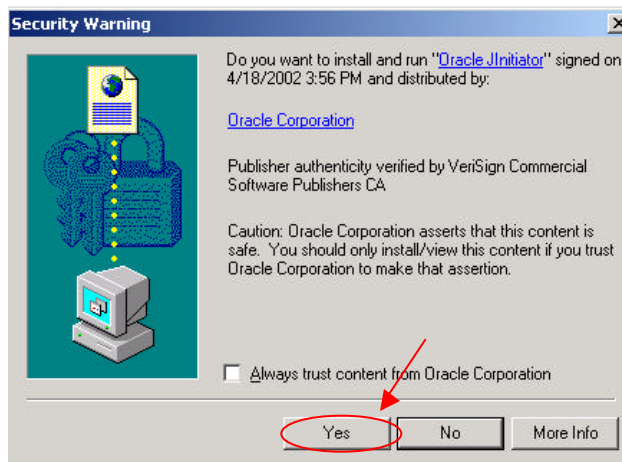 Security Warning
Do you want to install and run "Oracle JInitiator" signed on
4/18/2002 3:56 PM and distributed by:
Oracle Corporation
Publisher authenticity verified by VeriSign Commercial
Software Publishers CA
Caution: Oracle Corporation asserts that this content is
safe. You should only install/view this content if you trust
Oracle Corporation to make that assertion.
Always trust content from Oracle Corporation
Yes No More Info